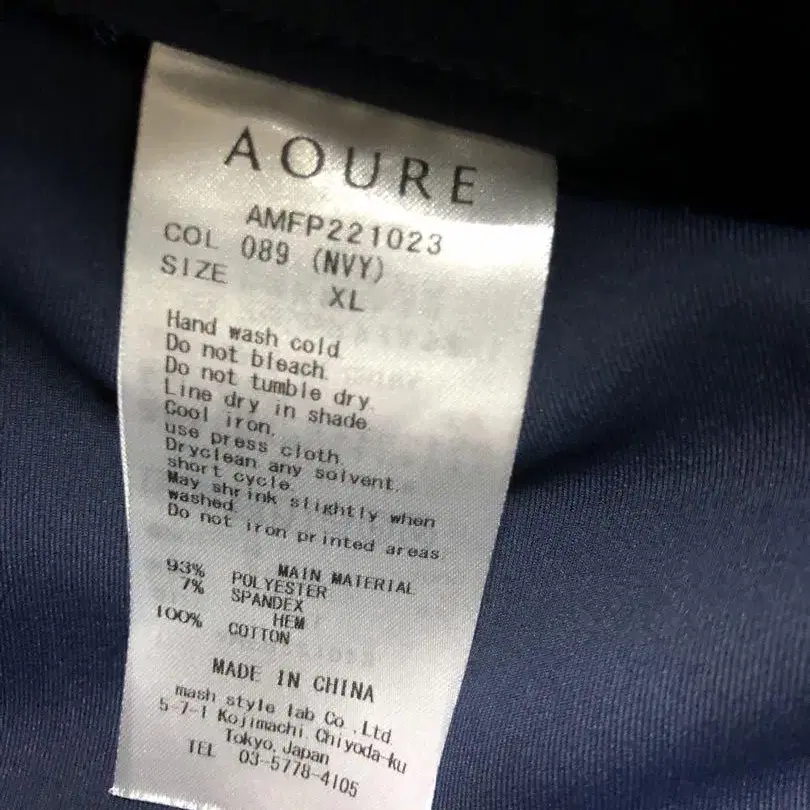 AOURE
AMFP221023
COL 089 (NVY)
SIZE XL
Hand wash cold.
Do not bleach.
Do not tumble dry.
Line dry in shade.
Cool iron,
use press cloth.
Dryclean any solvent.
short cycle.
May shrink slightly when
washed.
Do not iron printed areas.
MAIN MATERIAL
93% POLYESTER
7% SPANDEX
HEM
100% COTTON
MADE IN CHINA
mash style lab Co.,Ltd.
5-7-1 Kojimachi,Chiyoda-ku
Tokyo,Japan
TEL 03-5778-4105